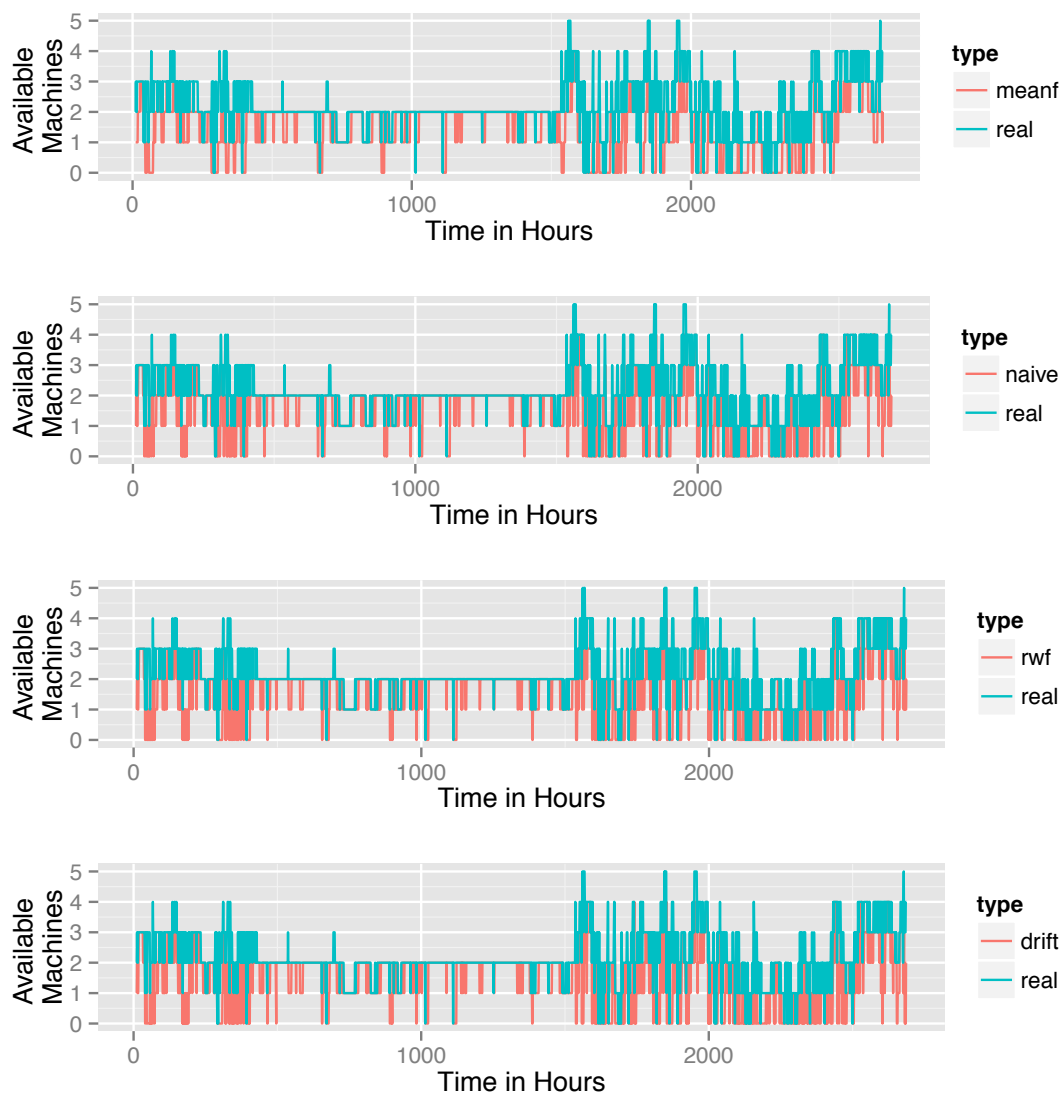 Available
Machines
5
4
3
2
1
0
0
1000
2000
Time in Hours
type
meanf
real
Available
Machines
5
4
3
2
1
0
0
1000
2000
Time in Hours
type
naive
real
Available
Machines
5
4
3
2
1
0
0
1000
2000
Time in Hours
type
rwf
real
Available
Machines
5
4
3
2
1
0
0
1000
2000
Time in Hours
type
drift
real